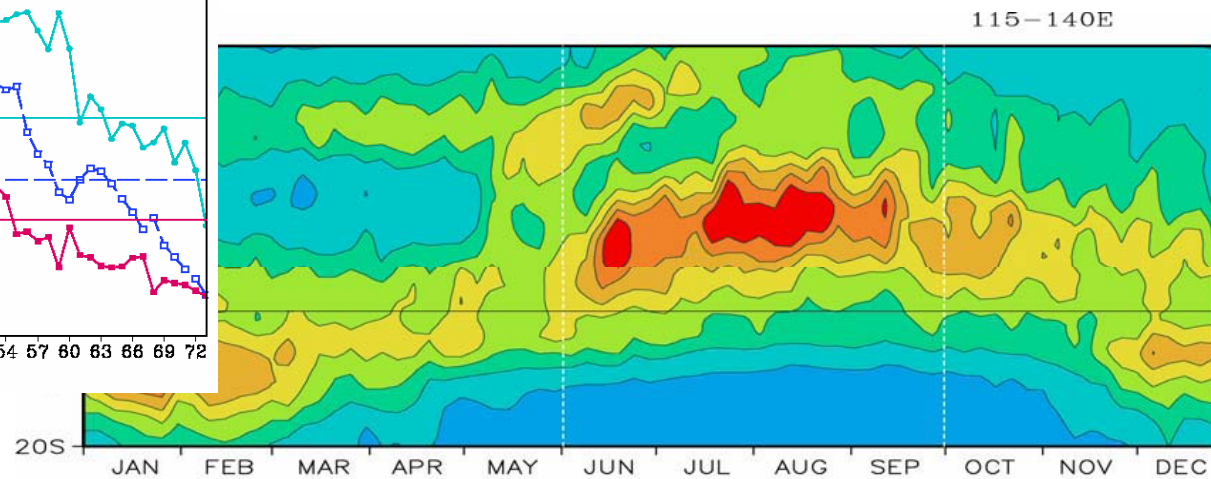 115-140E
54 57 60 63 66 69 72
20S
JAN FEB MAR APR MAY JUN JUL AUG SEP OCT NOV DEC